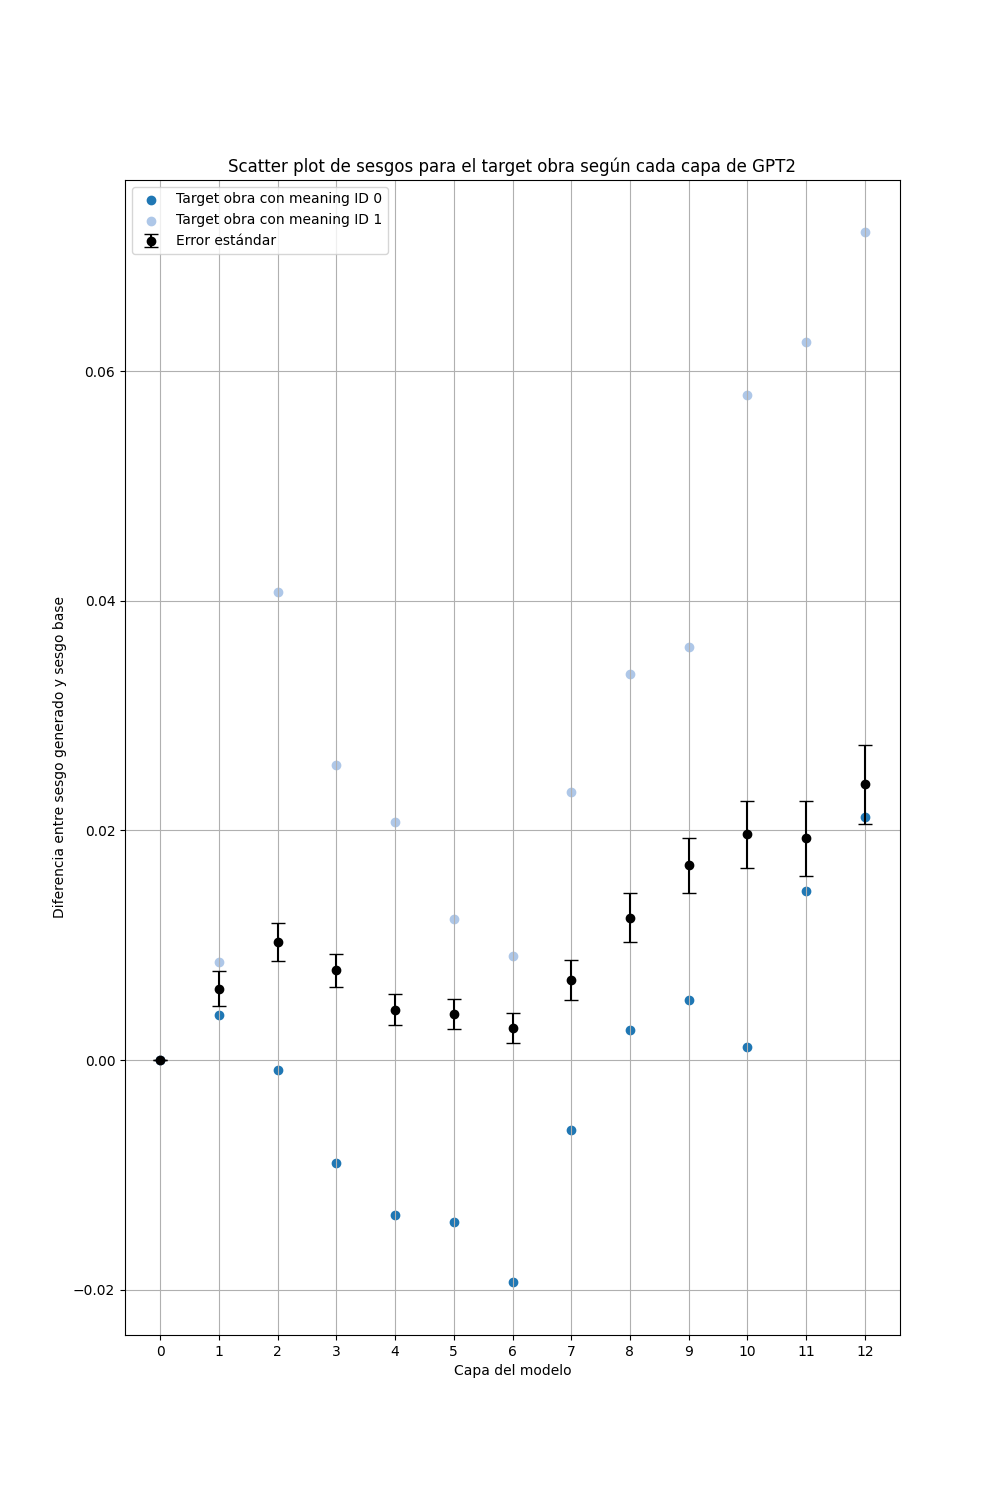 Scatter plot de sesgos para el target obra según cada capa de GPT2
Target obra con meaning ID 0
Target obra con meaning ID 1
Error estándar
0.06
0.04
0.02
0.00
−0.02
Diferencia entre sesgo generado y sesgo base
0 1 2 3 4 5 6 7 8 9 10 11 12
Capa del modelo